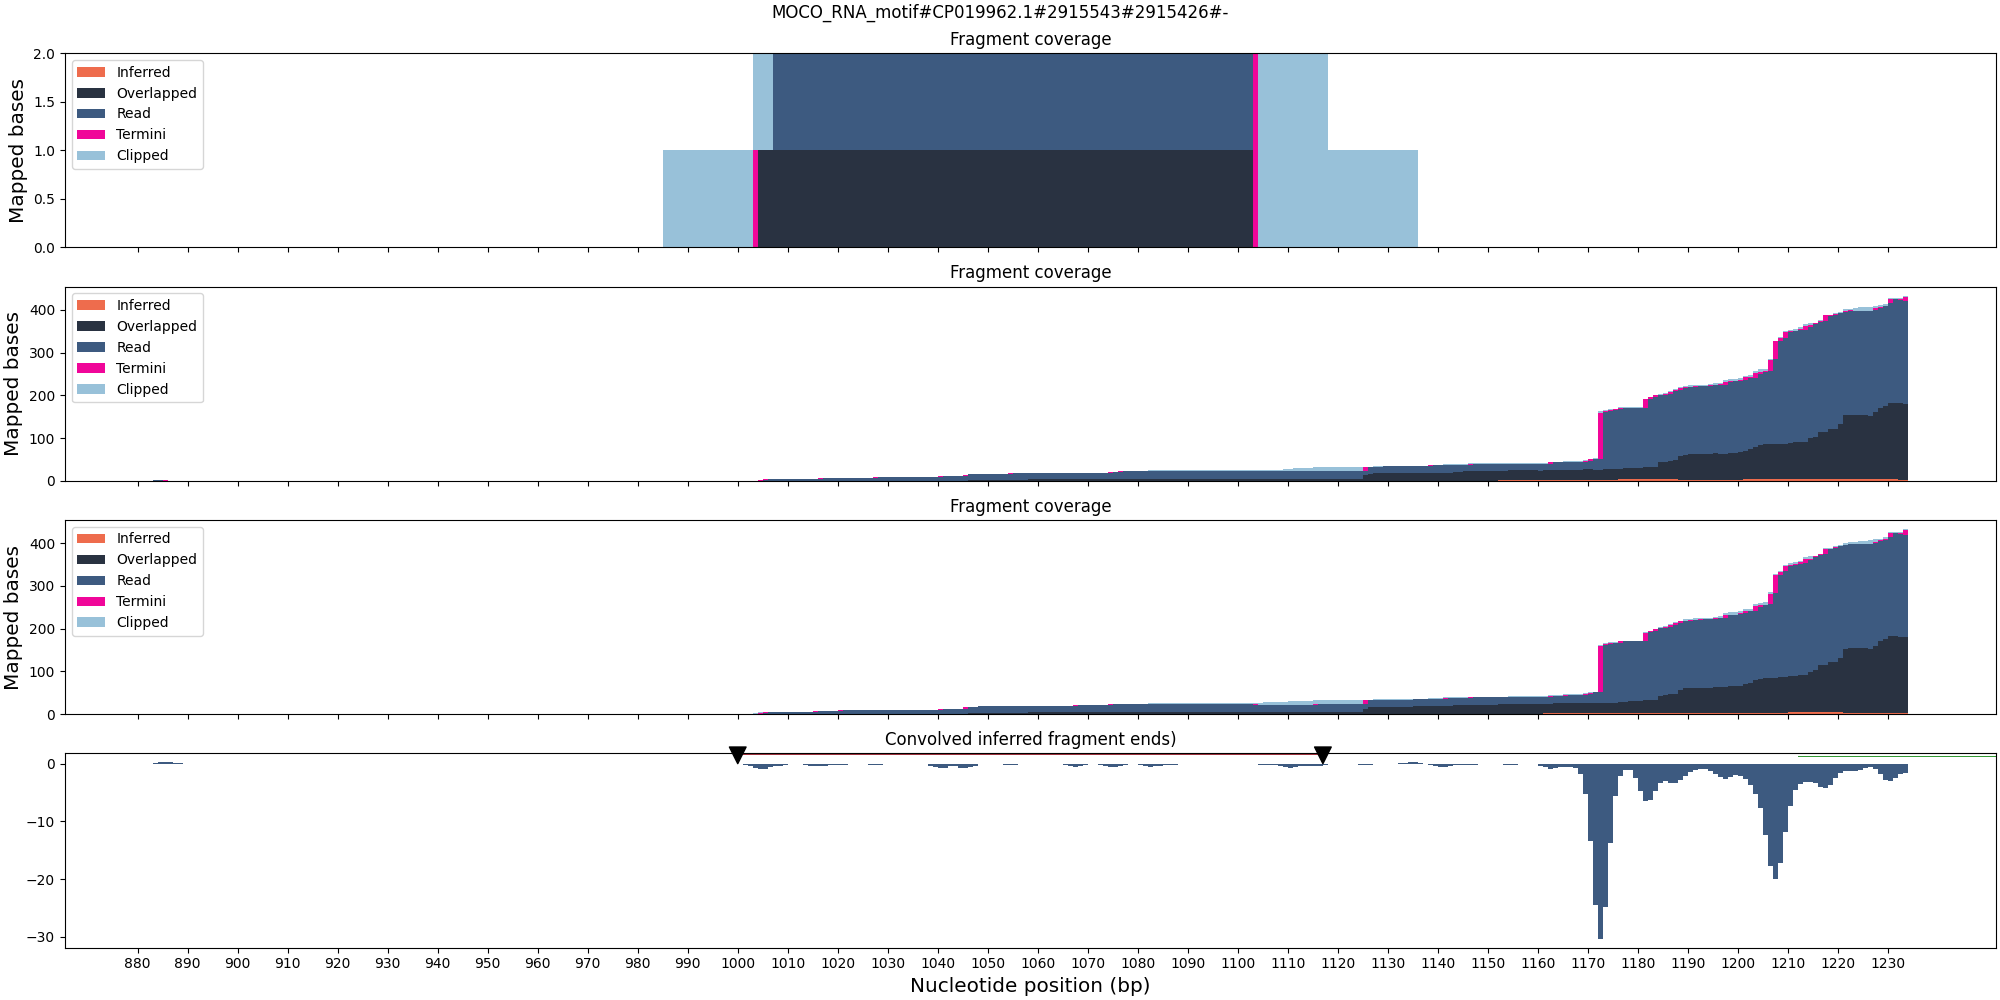 MOCO_RNA_motif#CP019962.1#2915543#2915426#-
Fragment coverage
Mapped bases
2.0
1.5
1.0
0.5
0.0
Inferred
Overlapped
Read
Termini
Clipped
Fragment coverage
Mapped bases
400
300
200
100
0
Inferred
Overlapped
Read
Termini
Clipped
Fragment coverage
Mapped bases
400
300
200
100
0
Inferred
Overlapped
Read
Termini
Clipped
Convolved inferred fragment ends)
0
−10
−20
−30
880 890 900 910 920 930 940 950 960 970 980 990 1000 1010 1020 1030 1040 1050 1060 1070 1080 1090 1100 1110 1120 1130 1140 1150 1160 1170 1180 1190 1200 1210 1220 1230
Nucleotide position (bp)